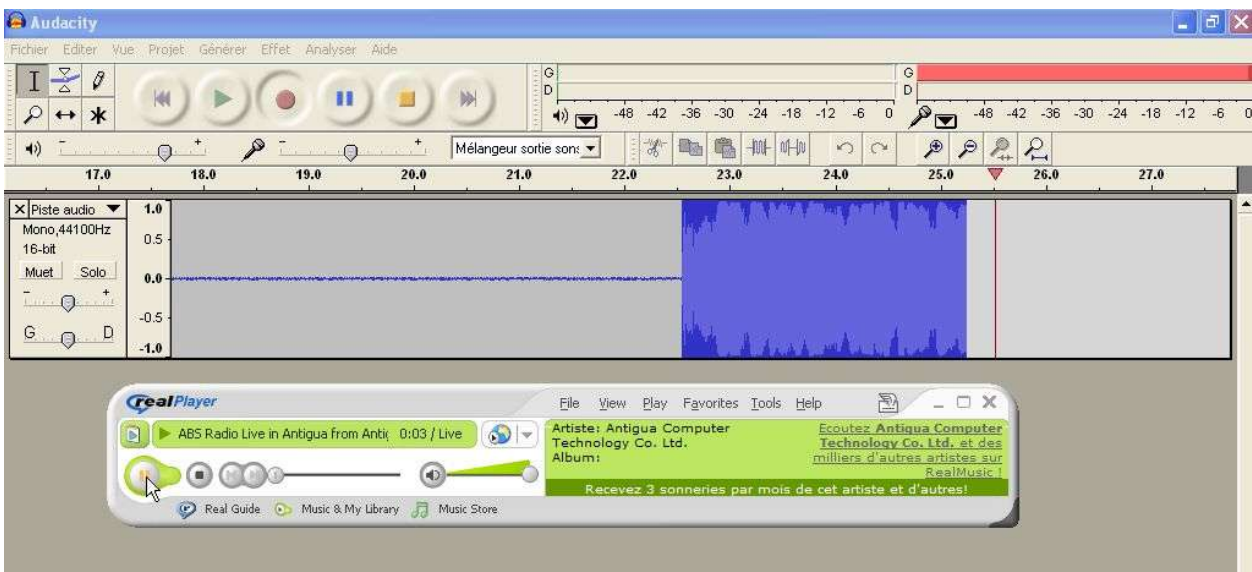 Audacity
Fichier Editer Vue Projet Générer Effet Analyser Aide
G
D
-48 -42 -36 -30 -24 -18 -12 -6 0
G
D
-48 -42 -36 -30 -24 -18 -12 -6 0
- +
- +
Mélangeur sortie sons
17.0 18.0 19.0 20.0 21.0 22.0 23.0 24.0 25.0 26.0 27.0
X Piste audio
Mono,44100Hz
16-bit
Muet Solo
- +
G D
1.0
0.5
0.0
-0.5
-1.0
realPlayer
File View Play Favorites Tools Help
ABS Radio Live in Antigua from Antig 0:03 / Live
Artiste: Antigua Computer
Technology Co. Ltd.
Album:
Ecoutez Antigua Computer
Technology Co. Ltd. et des
milliers d'autres artistes sur
RealMusic !
Recevez 3 sonneries par mois de cet artiste et d'autres!
Real Guide Music & My Library Music Store